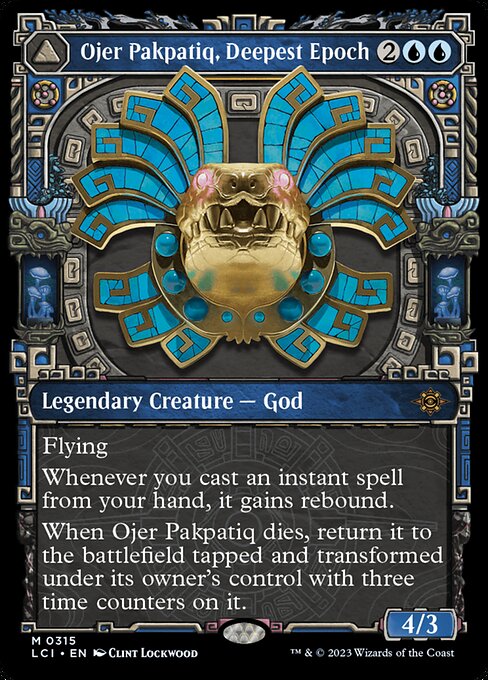 Ojer Pakpatiq, Deepest Epoch 2
Legendary Creature — God
Flying
Whenever you cast an instant spell
from your hand, it gains rebound.
When Ojer Pakpatiq dies, return it to
the battlefield tapped and transformed
under its owner's control with three
time counters on it.
4/3
M 0315
LCI • EN CLINT LOCKWOOD
™ & © 2023 Wizards of the Coast